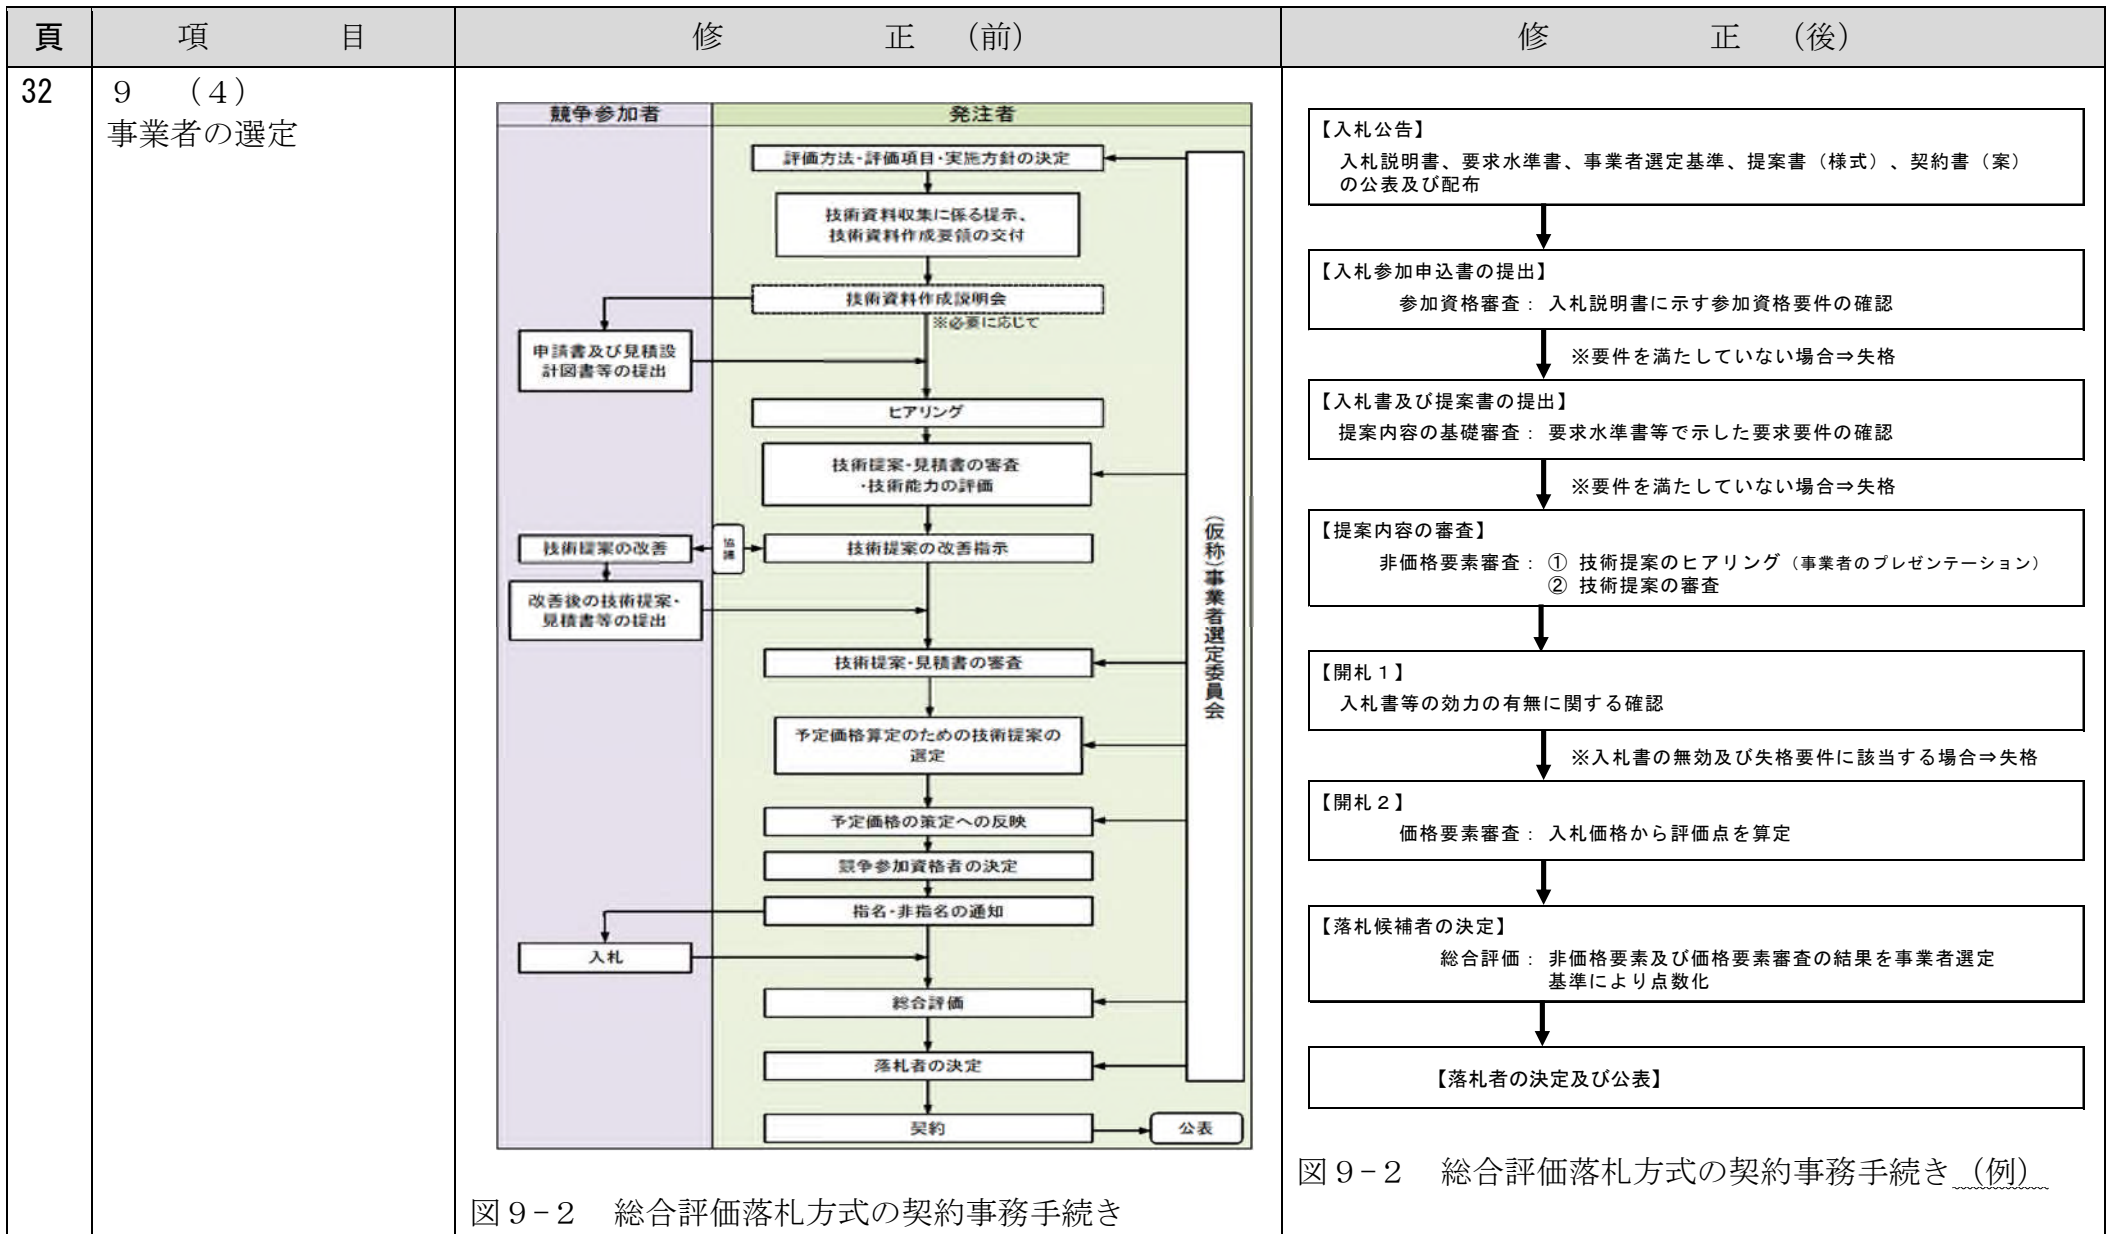 頁
項 目
修 正 （前）
修 正 （後）
32
９ （４）
事業者の選定
競争参加者
発注者
評価方法・評価項目・実施方針の決定
技術資料収集に係る提示、
技術資料作成要領の交付
技術資料作成説明会
※必要に応じて
申請書及び見積設
計図書等の提出
ヒアリング
技術提案・見積書の審査
・技術能力の評価
技術提案の改善
協議
技術提案の改善指示
改善後の技術提案・
見積書等の提出
技術提案・見積書の審査
予定価格算定のための技術提案の
選定
予定価格の策定への反映
競争参加資格者の決定
指名・非指名の通知
入札
総合評価
落札者の決定
契約
公表
（仮称）事業者選定委員会
図９−２ 総合評価落札方式の契約事務手続き
【入札公告】
入札説明書、要求水準書、事業者選定基準、提案書（様式）、契約書（案）
の公表及び配布
【入札参加申込書の提出】
参加資格審査： 入札説明書に示す参加資格要件の確認
※要件を満たしていない場合⇒失格
【入札書及び提案書の提出】
提案内容の基礎審査： 要求水準書等で示した要求要件の確認
※要件を満たしていない場合⇒失格
【提案内容の審査】
非価格要素審査： ① 技術提案のヒアリング（事業者のプレゼンテーション）
② 技術提案の審査
【開札１】
入札書等の効力の有無に関する確認
※入札書の無効及び失格要件に該当する場合⇒失格
【開札２】
価格要素審査： 入札価格から評価点を算定
【落札候補者の決定】
総合評価： 非価格要素及び価格要素審査の結果を事業者選定
基準により点数化
【落札者の決定及び公表】
図９−２ 総合評価落札方式の契約事務手続き（例）